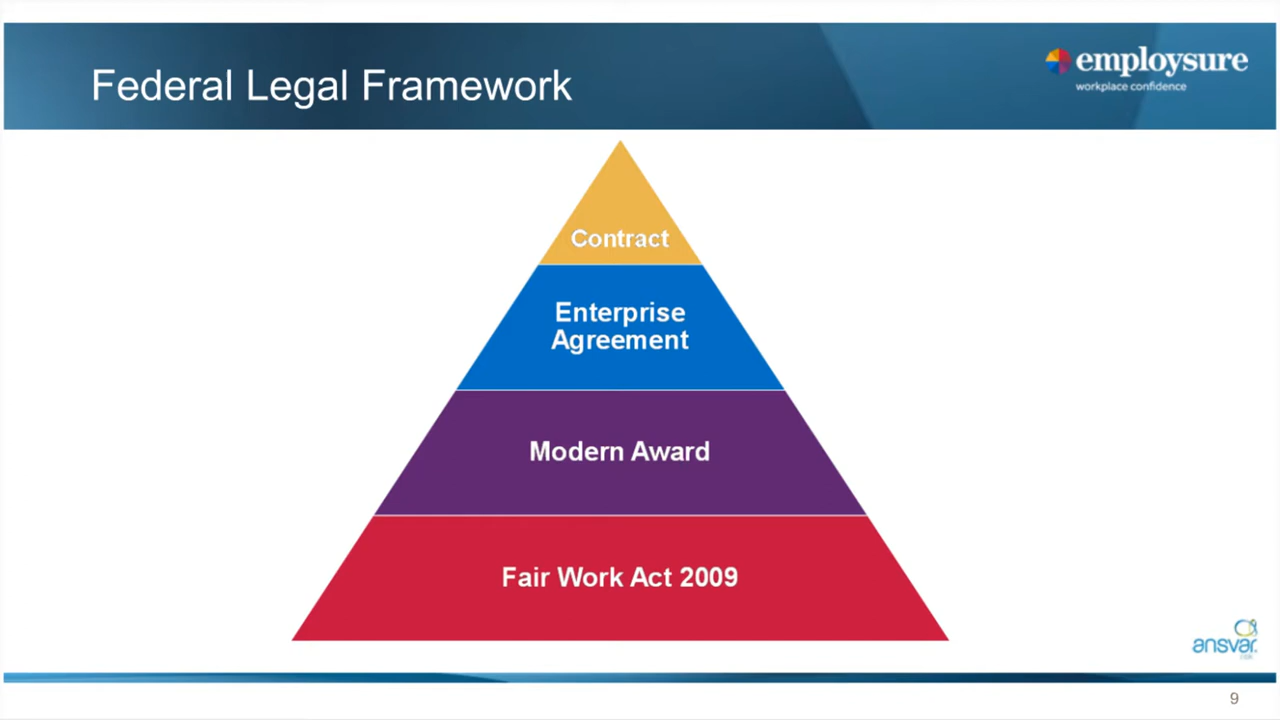 Federal Legal Framework
employsure
workplace confidence
Contract
Enterprise
Agreement
Modern Award
Fair Work Act 2009
ansvar
9